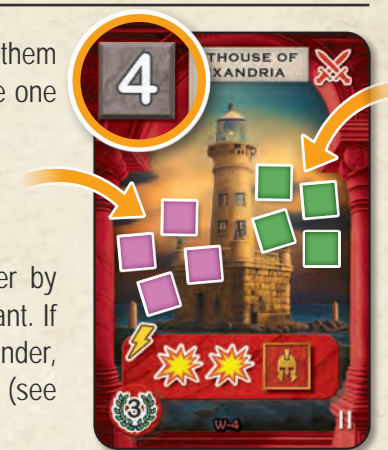 them
THOUSE OF
XANDRIA
4
e one
er by
ant. If
nder,
(see
3
W-4
II